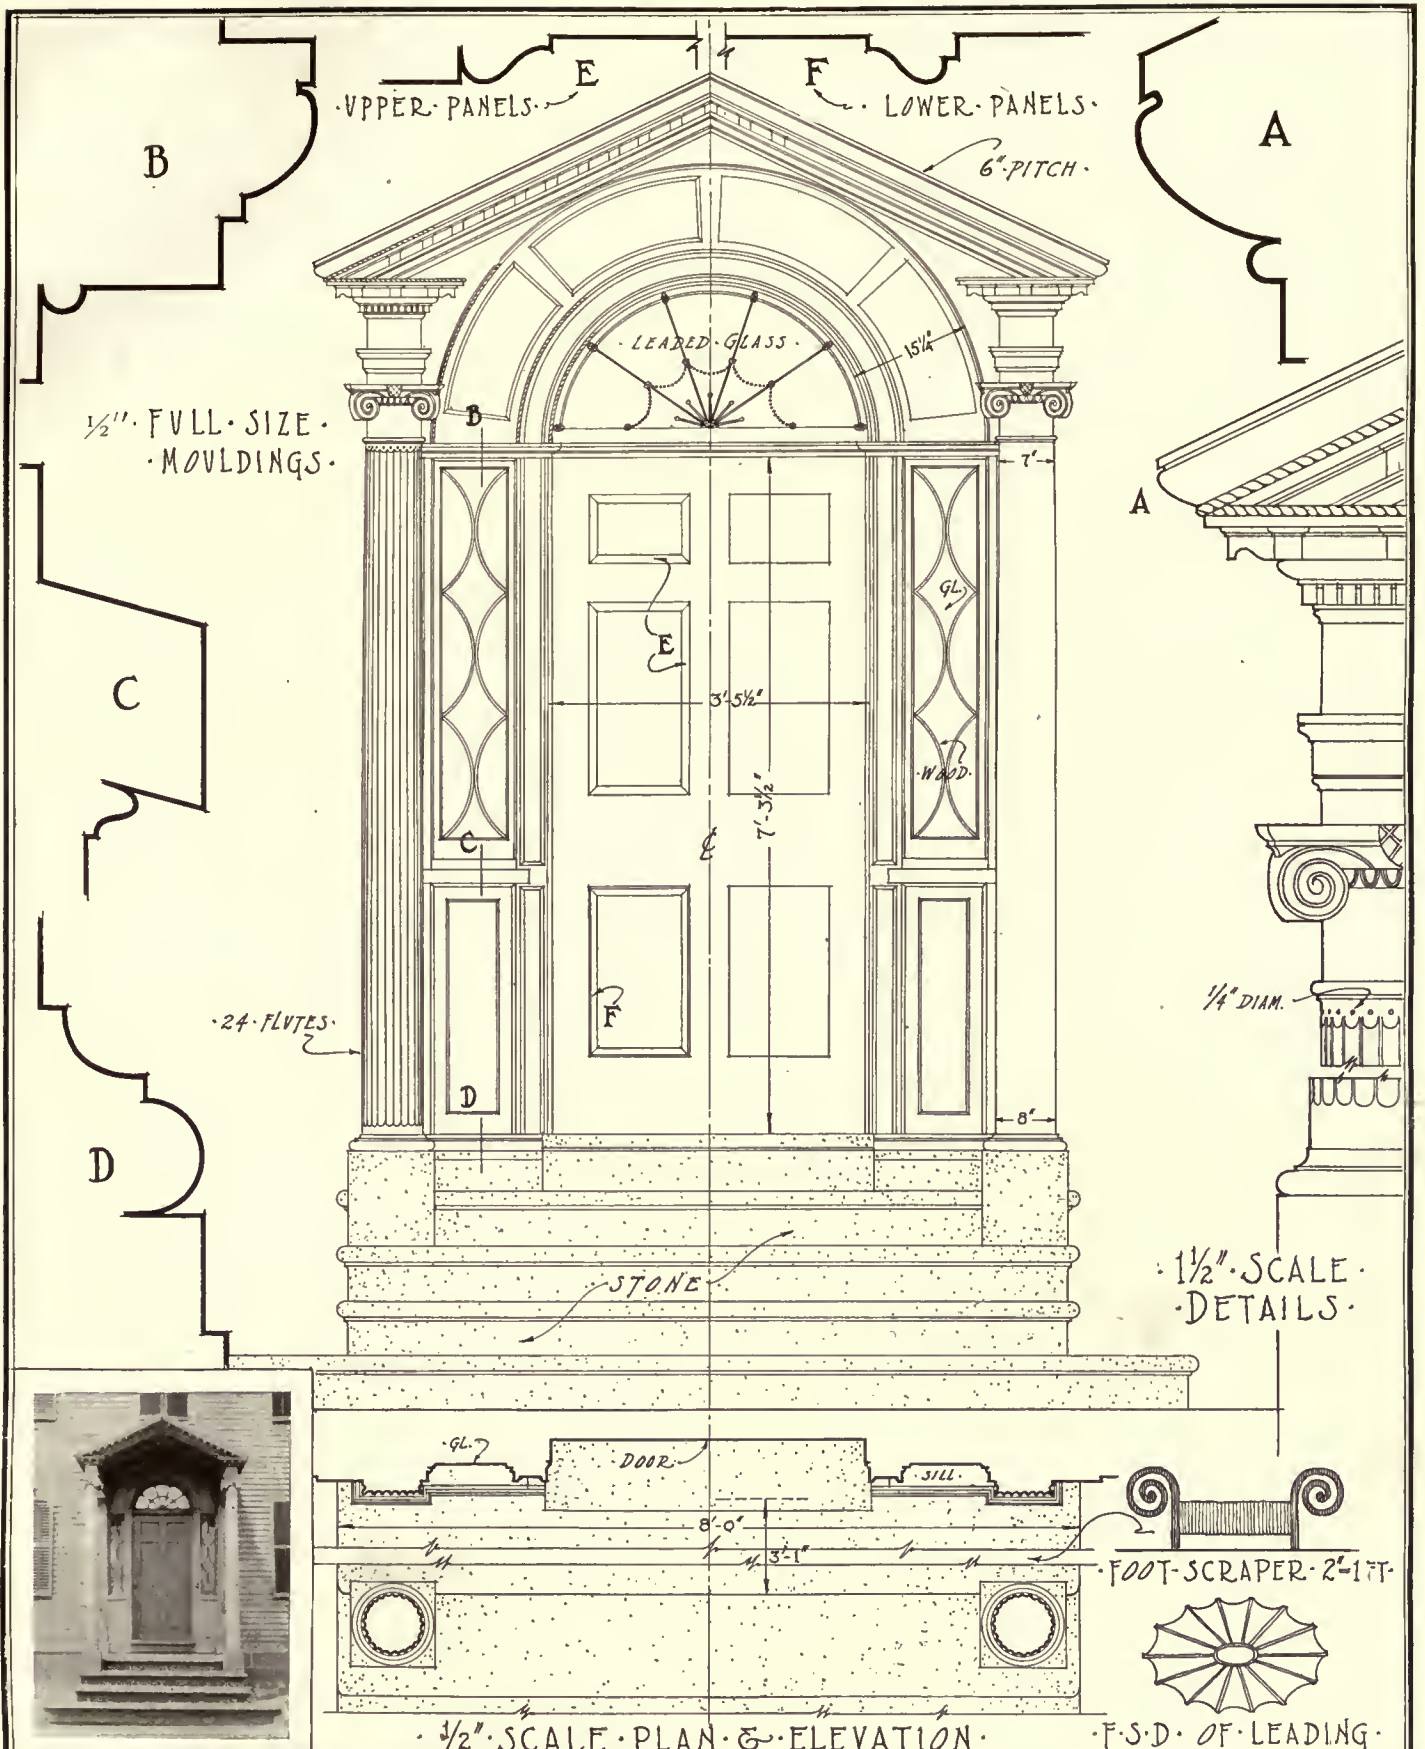 E
F
·VPPER·PANELS·
·LOWER·PANELS·
B
A
6"·PITCH·
·LEADED·GLASS·
15¼"
½"·FVLL·SIZE·
·MOVLDINGS·
B
7"
A
GL.
E
C
3'-5½"
·WOOD·
7'-3½"
C
℄
24·FLVTES·
F
¼" DIAM.
D
D
8"
·STONE·
·1½"·SCALE·
·DETAILS·
·GL.
·DOOR·
·SILL·
8'-0"
3'-1"
·FOOT·SCRAPER·2"=1FT·
·½"·SCALE·PLAN·&·ELEVATION·
·F·S·D·OF·LEADING·